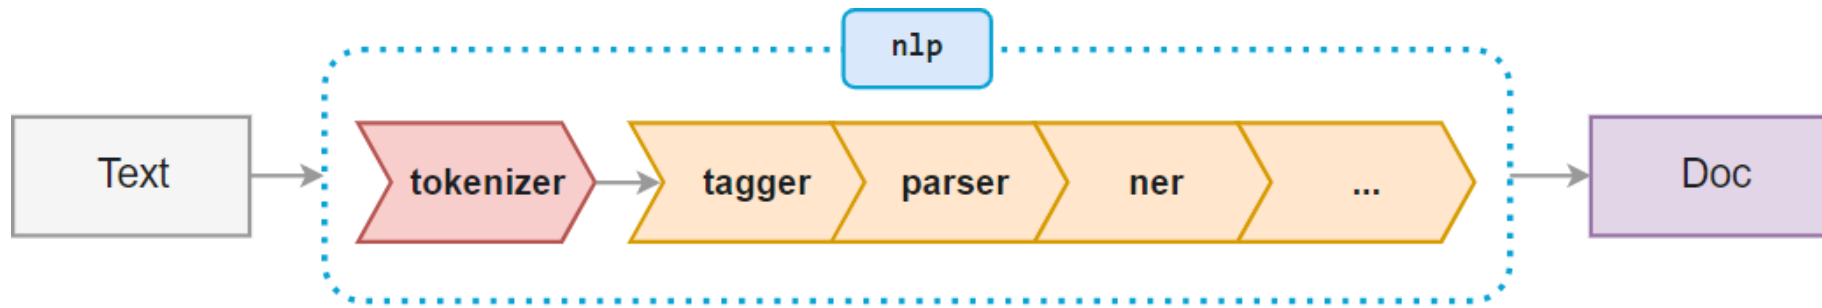 nlp
Text
tokenizer
tagger
parser
ner
...
Doc